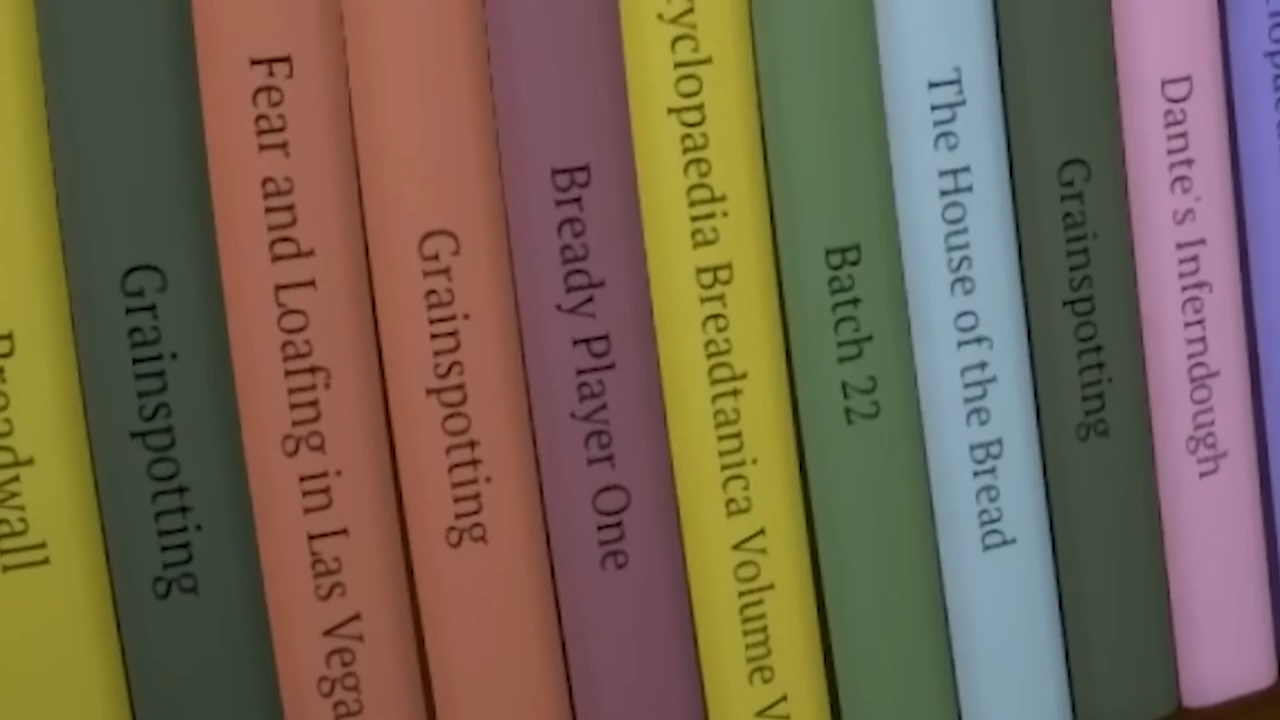 Grainspotting
Fear and Loafing in Las
Grainspotting
Bready Player One
Breadtanica Volume
Batch 22
The House of the Bread
Grainspotting
Dante's Inferndough